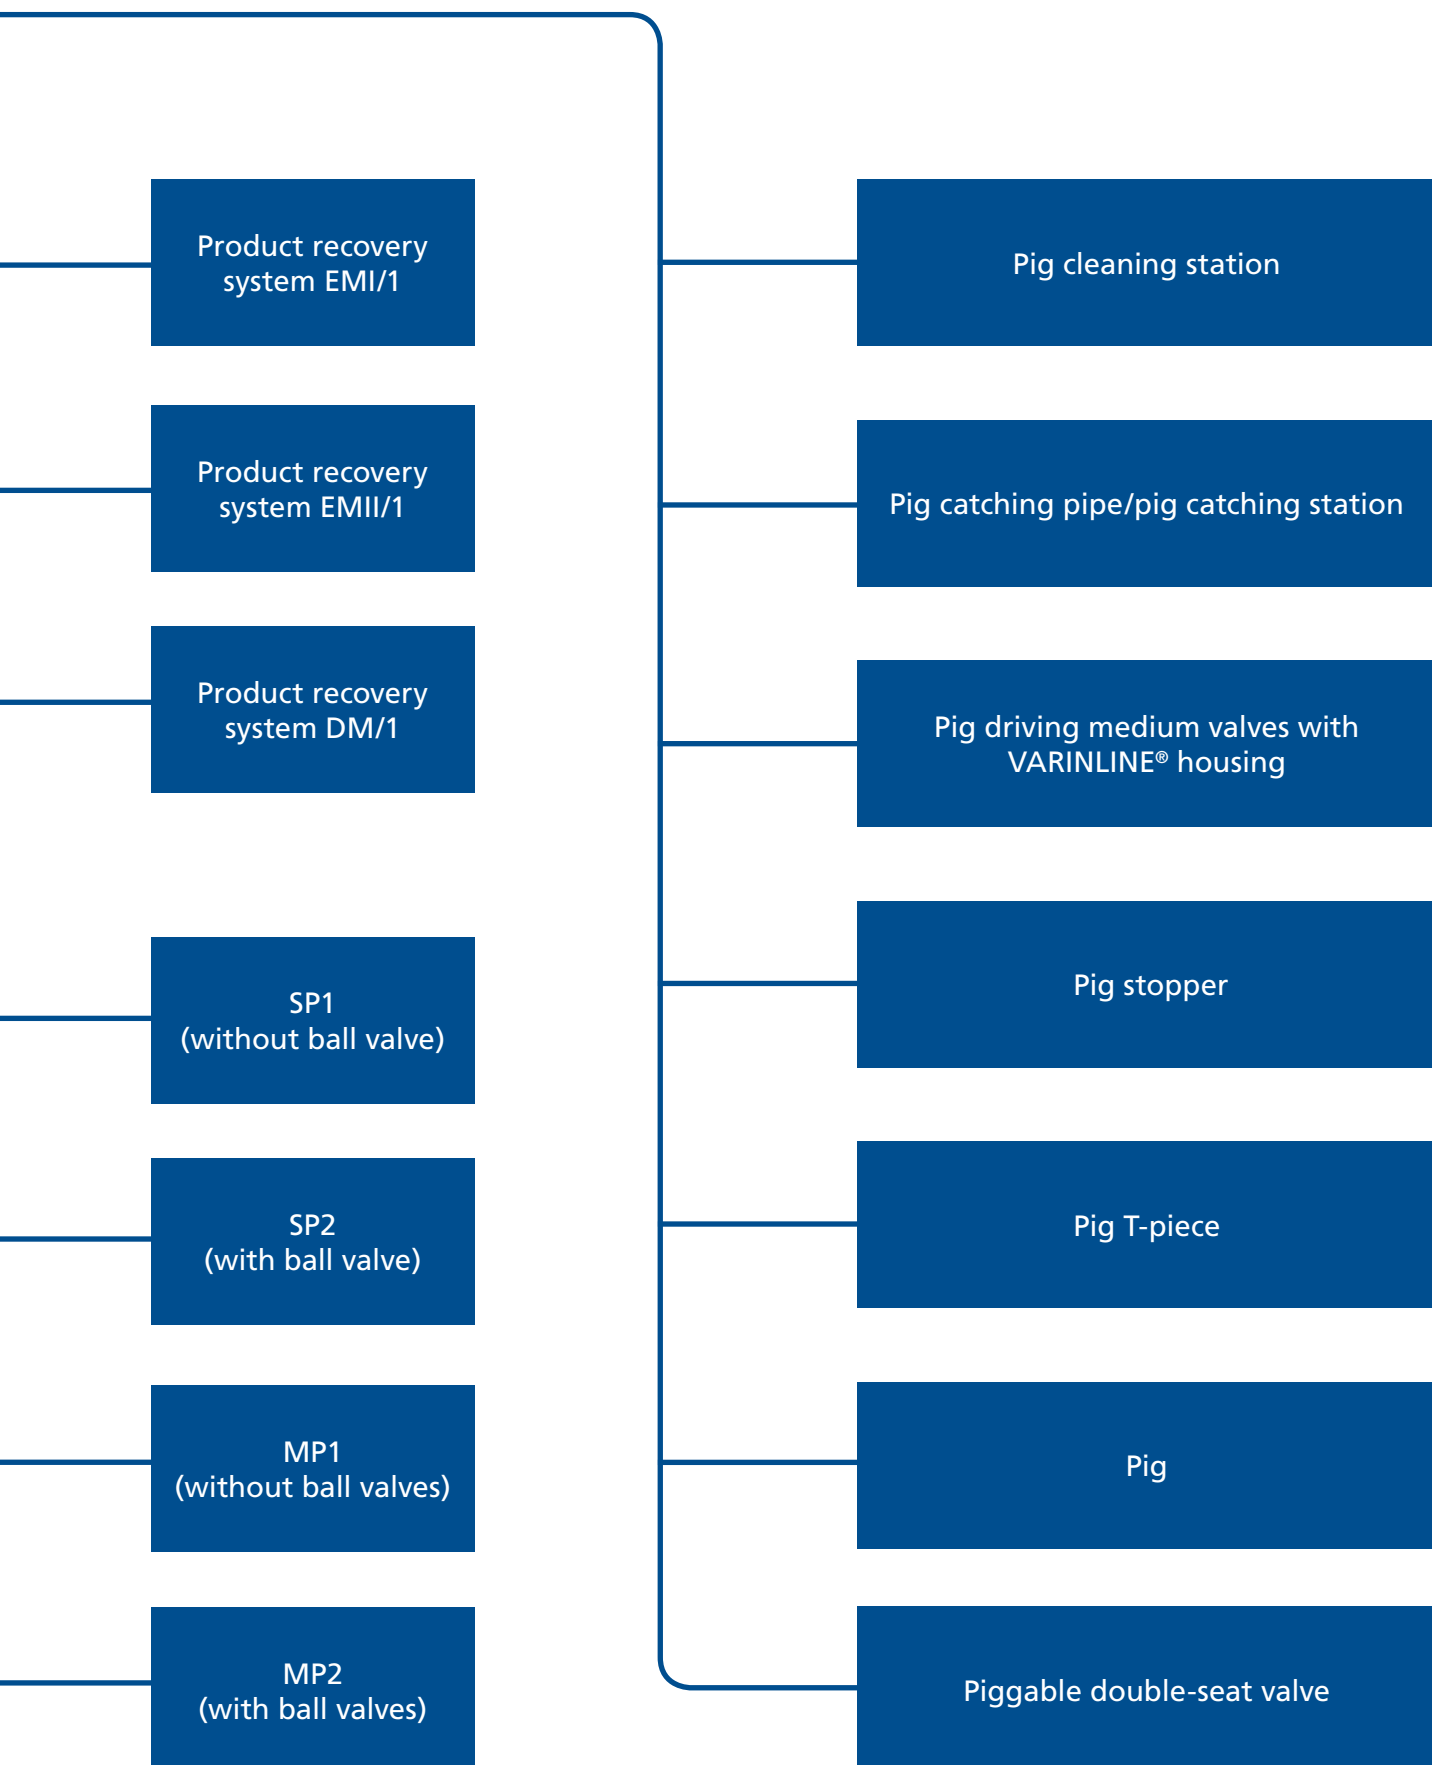 Product recovery
system EMI/1
Product recovery
system EMII/1
Product recovery
system DM/1
SP1
(without ball valve)
SP2
(with ball valve)
MP1
(without ball valves)
MP2
(with ball valves)
Pig cleaning station
Pig catching pipe/pig catching station
Pig driving medium valves with
VARINLINE® housing
Pig stopper
Pig T-piece
Pig
Piggable double-seat valve